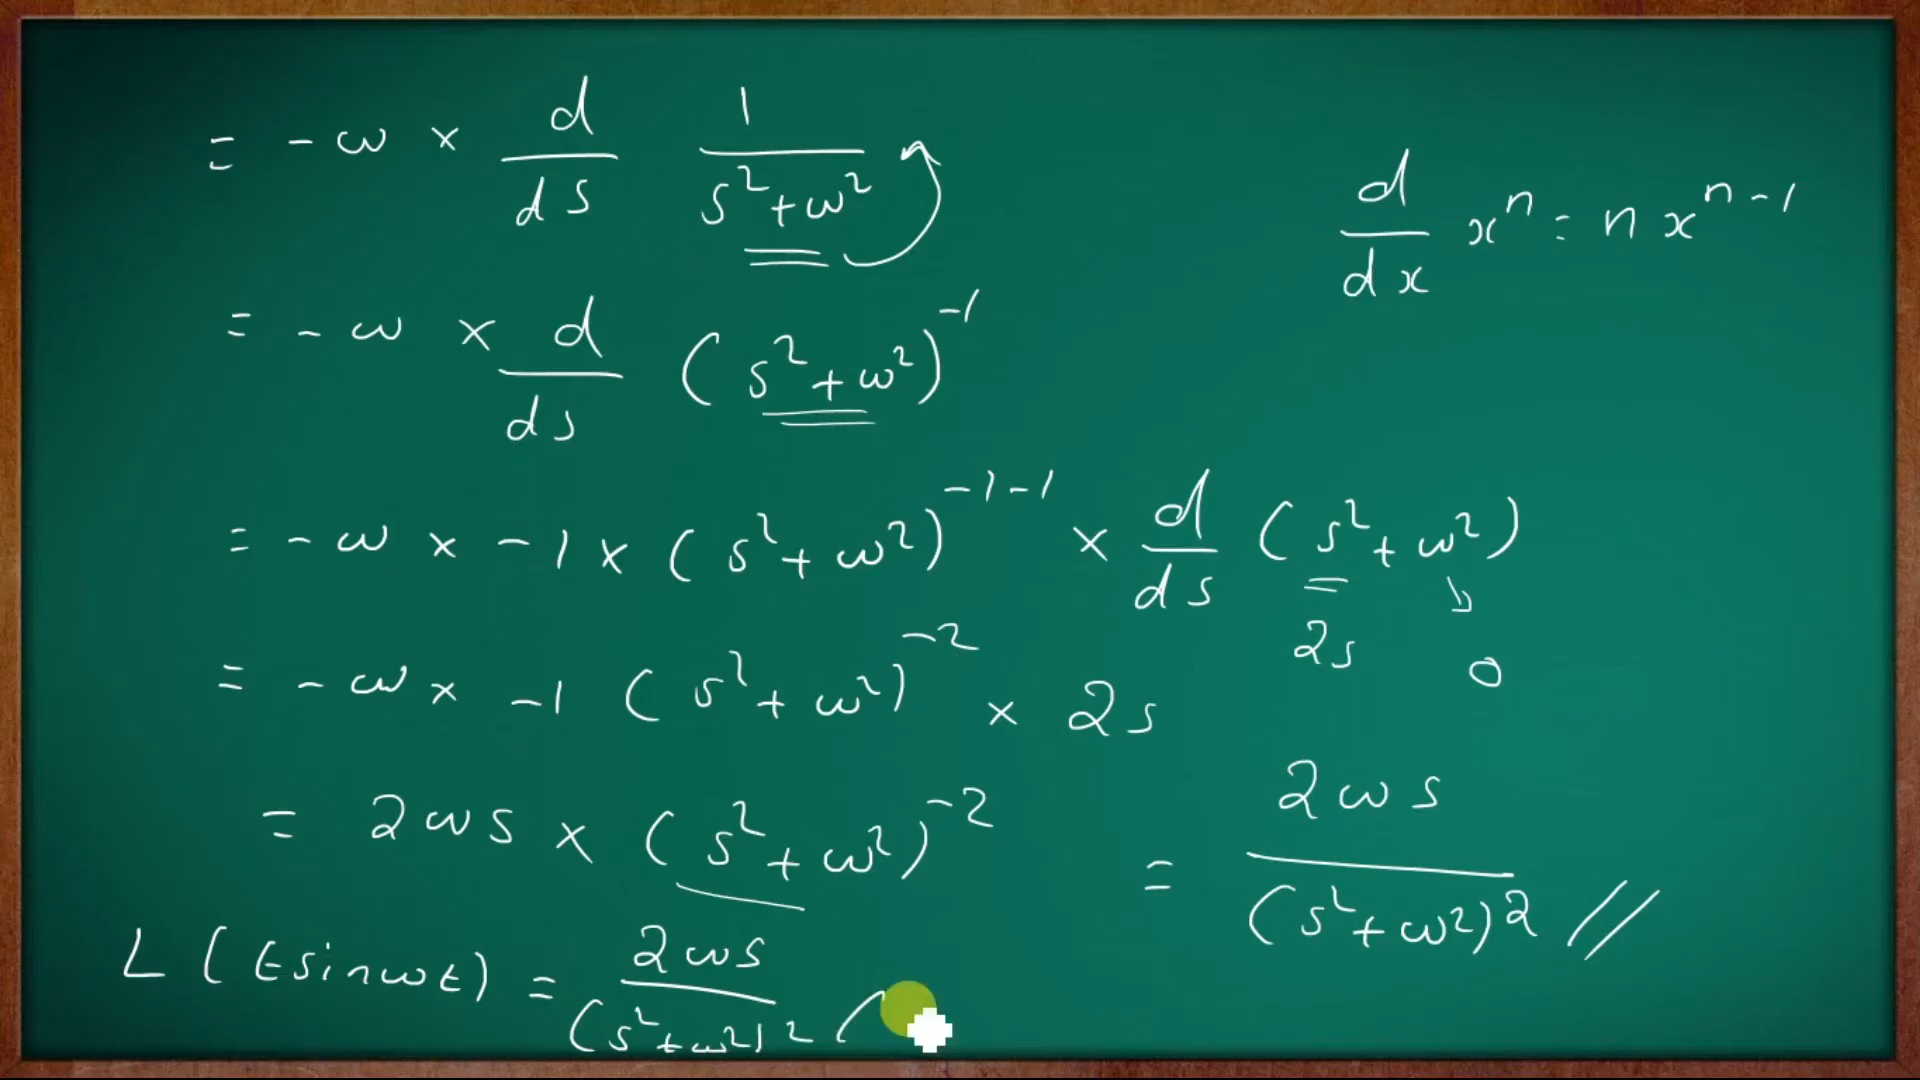 = -ω × d/ds 1/(s²+ω²)
d/dx xⁿ = n xⁿ⁻¹
= -ω × d/ds (s²+ω²)⁻¹
= -ω × -1 × (s²+ω²)⁻¹⁻¹ × d/ds (s²+ω²)
2s 0
= -ω × -1 (s²+ω²)⁻² × 2s
= 2ωs × (s²+ω²)⁻²
= 2ωs/(s²+ω²)² //
L(t sinωt) = 2ωs/(s²+ω²)²